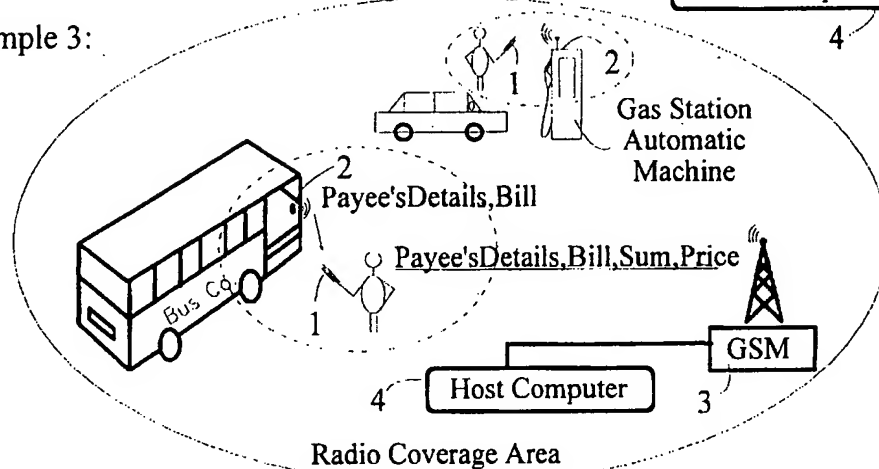 4
mple 3:
1
2
Gas Station
Automatic
Machine
2
Payee'sDetails,Bill
Payee'sDetails,Bill,Sum,Price
Bus Co.
1
GSM
4
Host Computer
3
Radio Coverage Area